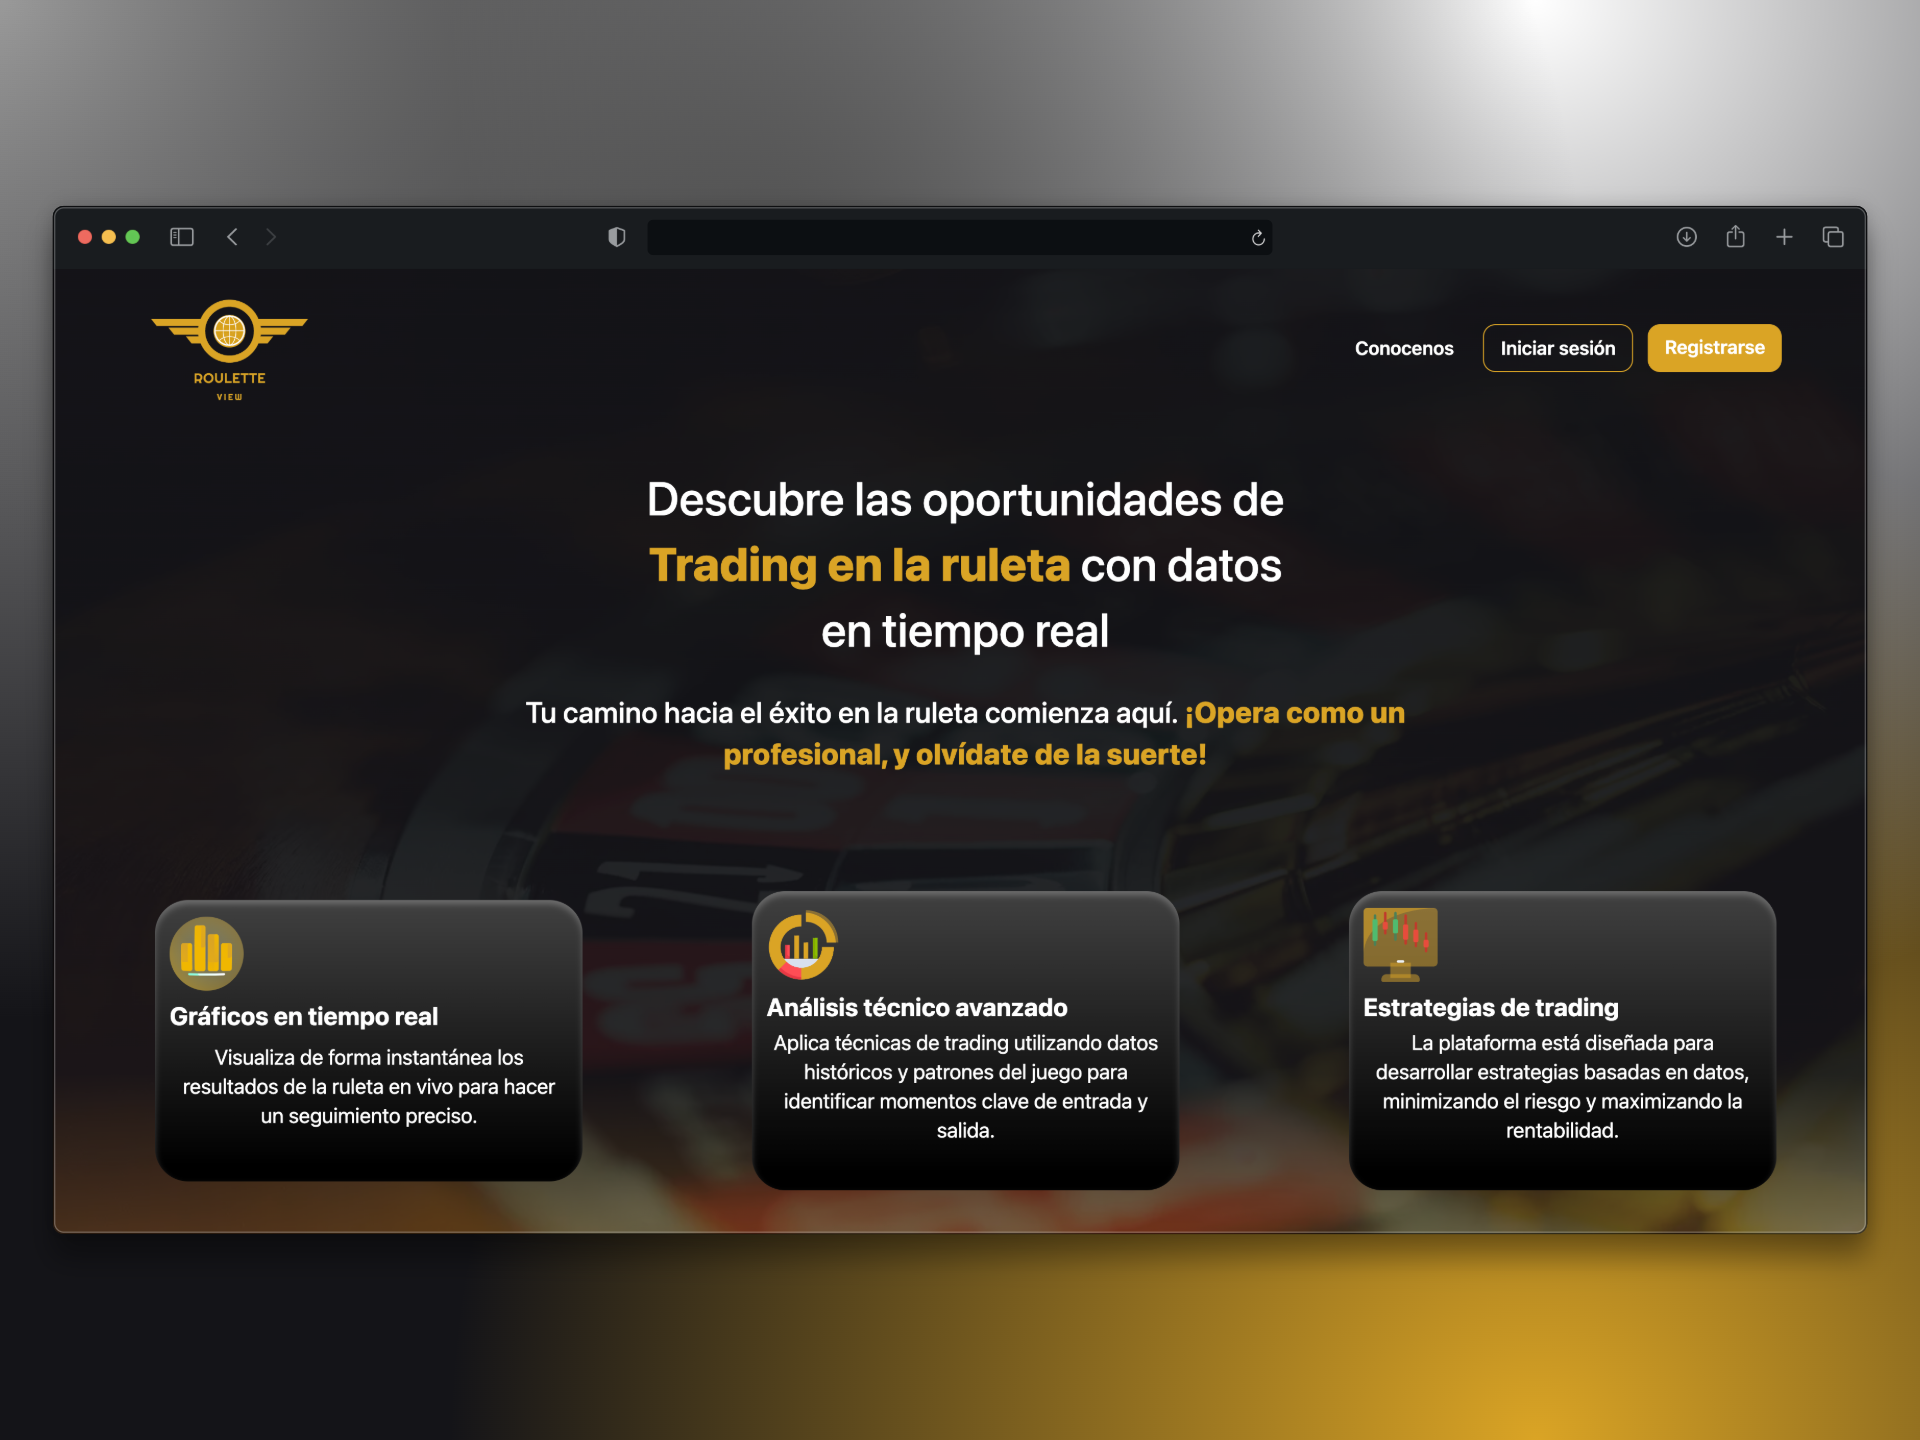 ROULETTE
VIEW
Conocenos
Iniciar sesión
Registrarse
Descubre las oportunidades de
Trading en la ruleta con datos
en tiempo real
Tu camino hacia el éxito en la ruleta comienza aquí. ¡Opera como un
profesional, y olvídate de la suerte!
Gráficos en tiempo real
Visualiza de forma instantánea los
resultados de la ruleta en vivo para hacer
un seguimiento preciso.
Análisis técnico avanzado
Aplica técnicas de trading utilizando datos
históricos y patrones del juego para
identificar momentos clave de entrada y
salida.
Estrategias de trading
La plataforma está diseñada para
desarrollar estrategias basadas en datos,
minimizando el riesgo y maximizando la
rentabilidad.